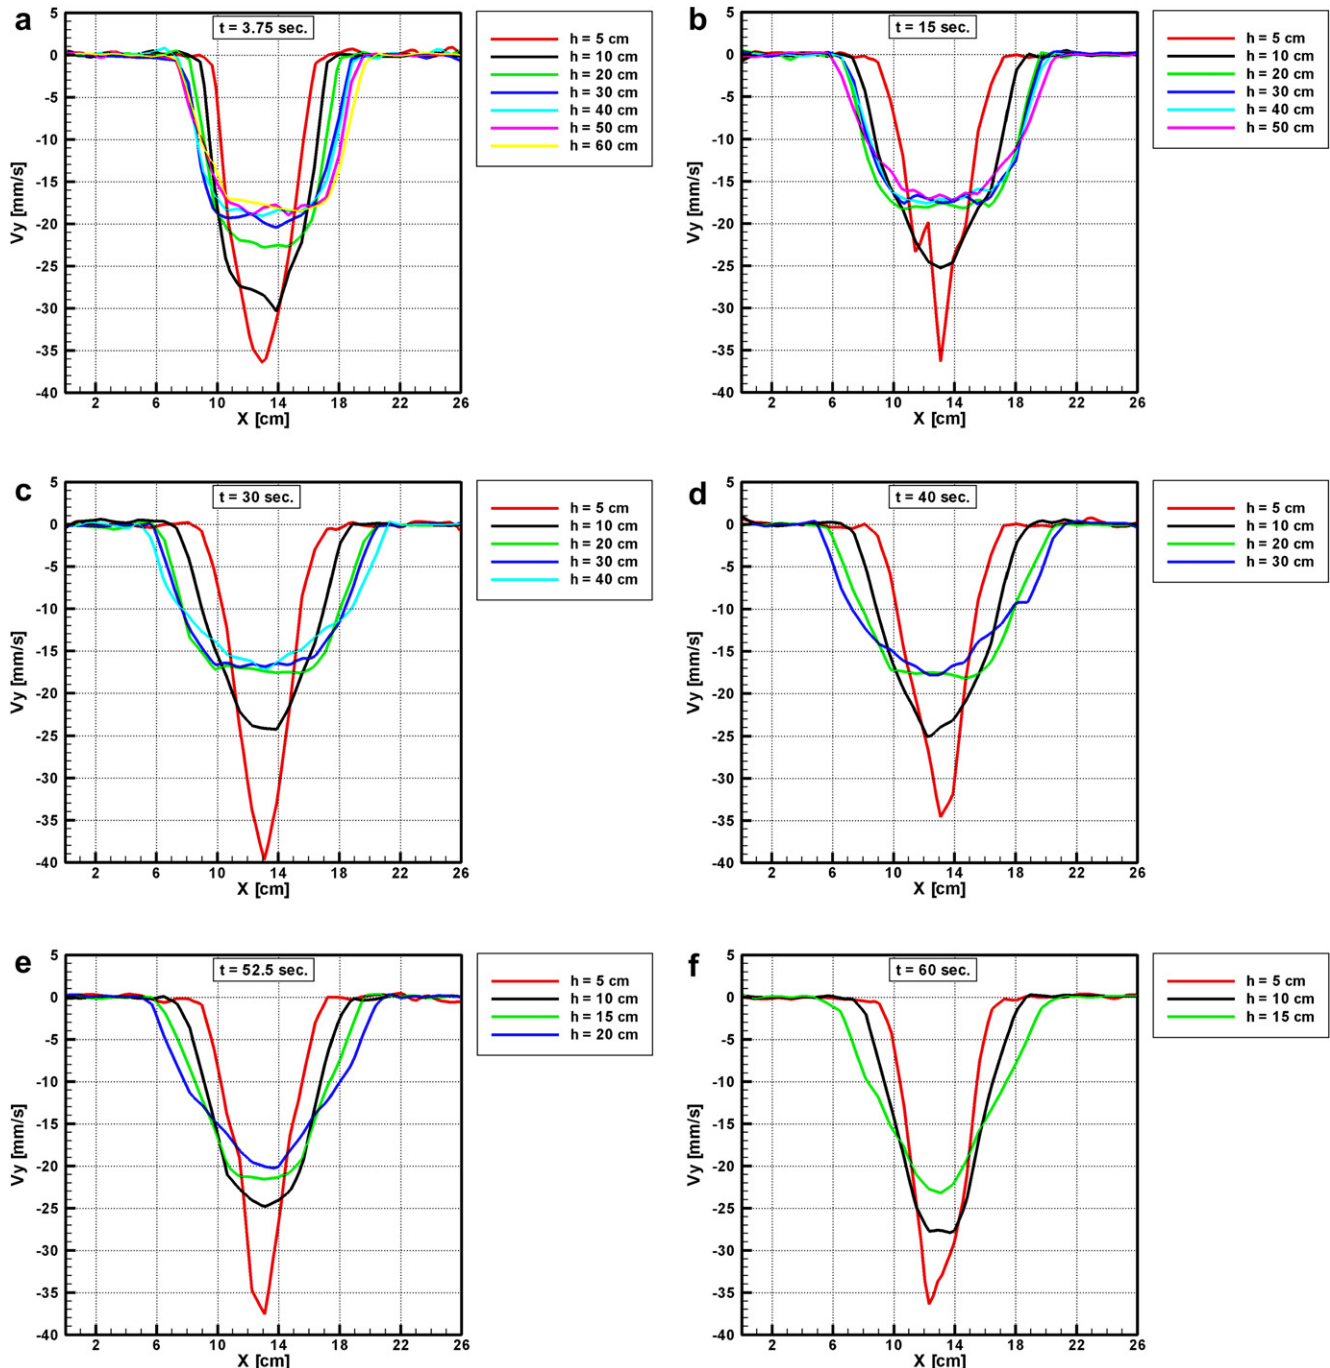 a
t = 3.75 sec.
5
0
-5
-10
-15
-20
-25
-30
-35
-40
Vy [mm/s]
2 6 10 14 18 22 26
X [cm]
h = 5 cm
h = 10 cm
h = 20 cm
h = 30 cm
h = 40 cm
h = 50 cm
h = 60 cm
b
t = 15 sec.
5
0
-5
-10
-15
-20
-25
-30
-35
-40
Vy [mm/s]
2 6 10 14 18 22 26
X [cm]
h = 5 cm
h = 10 cm
h = 20 cm
h = 30 cm
h = 40 cm
h = 50 cm
c
t = 30 sec.
5
0
-5
-10
-15
-20
-25
-30
-35
-40
Vy [mm/s]
2 6 10 14 18 22 26
X [cm]
h = 5 cm
h = 10 cm
h = 20 cm
h = 30 cm
h = 40 cm
d
t = 40 sec.
5
0
-5
-10
-15
-20
-25
-30
-35
-40
Vy [mm/s]
2 6 10 14 18 22 26
X [cm]
h = 5 cm
h = 10 cm
h = 20 cm
h = 30 cm
e
t = 52.5 sec.
5
0
-5
-10
-15
-20
-25
-30
-35
-40
Vy [mm/s]
2 6 10 14 18 22 26
X [cm]
h = 5 cm
h = 10 cm
h = 15 cm
h = 20 cm
f
t = 60 sec.
5
0
-5
-10
-15
-20
-25
-30
-35
-40
Vy [mm/s]
2 6 10 14 18 22 26
X [cm]
h = 5 cm
h = 10 cm
h = 15 cm